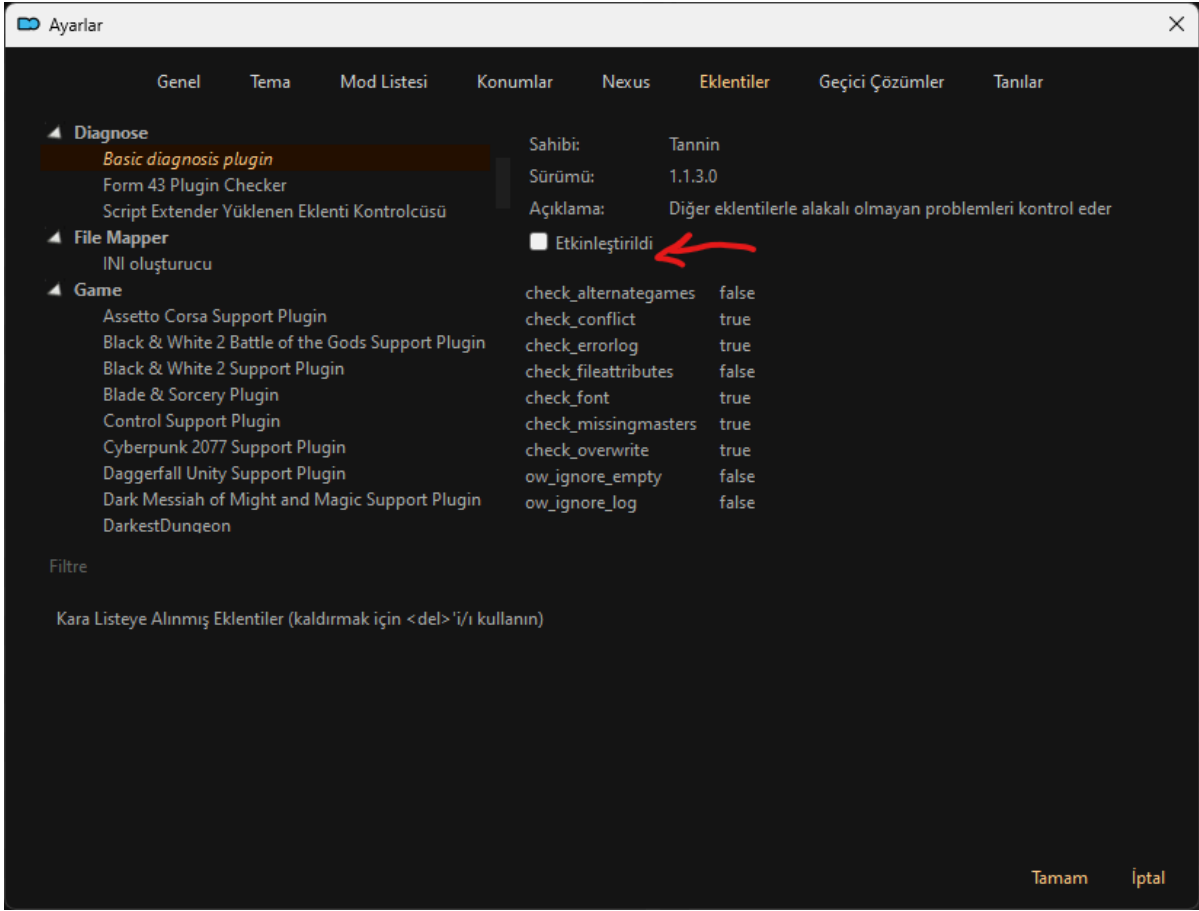 Ayarlar
Genel Tema Mod Listesi Konumlar Nexus Eklentiler Geçici Çözümler Tanılar
Diagnose
Basic diagnosis plugin
Form 43 Plugin Checker
Script Extender Yüklenen Eklenti Kontrolcüsü
File Mapper
INI oluşturucu
Game
Assetto Corsa Support Plugin
Black & White 2 Battle of the Gods Support Plugin
Black & White 2 Support Plugin
Blade & Sorcery Plugin
Control Support Plugin
Cyberpunk 2077 Support Plugin
Daggerfall Unity Support Plugin
Dark Messiah of Might and Magic Support Plugin
DarkestDungeon
Sahibi: Tannin
Sürümü: 1.1.3.0
Açıklama: Diğer eklentilerle alakalı olmayan problemleri kontrol eder
Etkinleştirildi
check_alternategames false
check_conflict true
check_errorlog true
check_fileattributes false
check_font true
check_missingmasters true
check_overwrite true
ow_ignore_empty false
ow_ignore_log false
Filtre
Kara Listeye Alınmış Eklentiler (kaldırmak için <del>'i/ı kullanın)
Tamam İptal